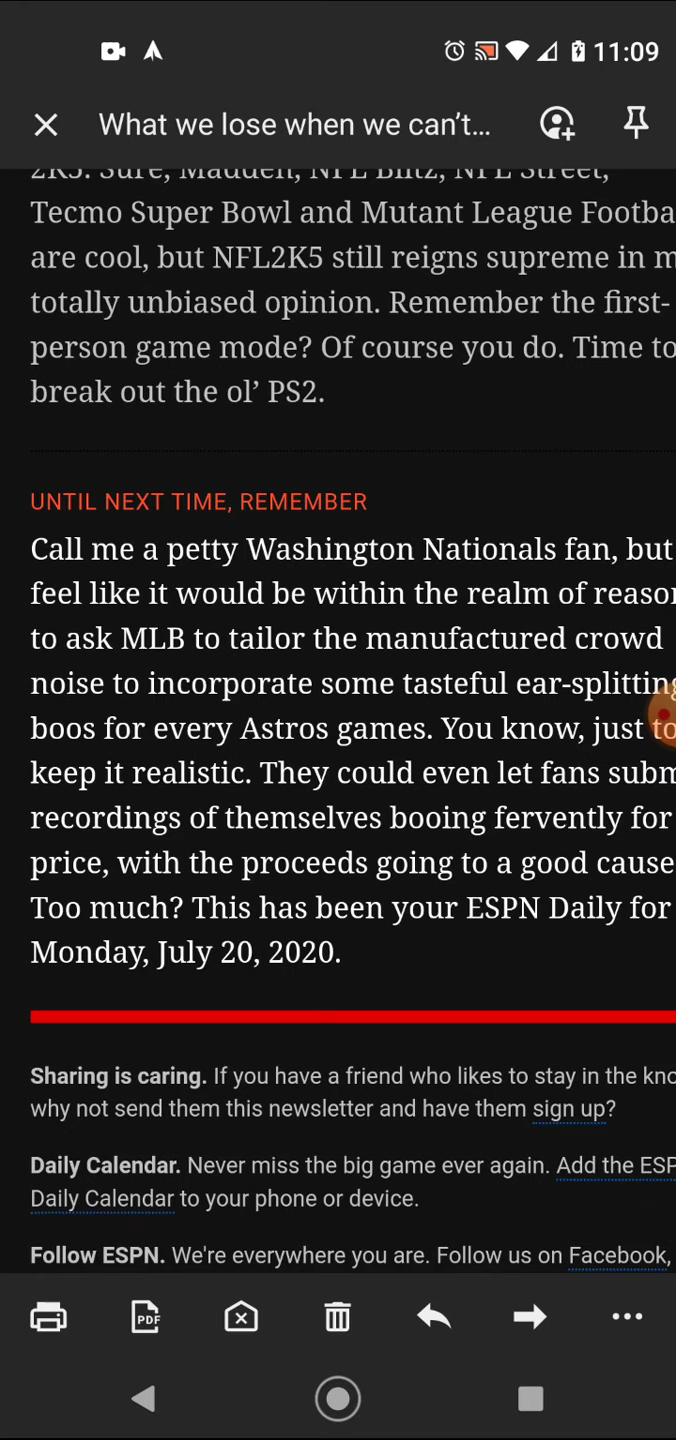 11:09
What we lose when we can’t...
2K5. Sure, Madden, NFL Blitz, NFL Street,
Tecmo Super Bowl and Mutant League Footba
are cool, but NFL2K5 still reigns supreme in m
totally unbiased opinion. Remember the first-
person game mode? Of course you do. Time to
break out the ol’ PS2.
UNTIL NEXT TIME, REMEMBER
Call me a petty Washington Nationals fan, but
feel like it would be within the realm of reason
to ask MLB to tailor the manufactured crowd
noise to incorporate some tasteful ear-splitting
boos for every Astros games. You know, just to
keep it realistic. They could even let fans subm
recordings of themselves booing fervently for
price, with the proceeds going to a good cause
Too much? This has been your ESPN Daily for
Monday, July 20, 2020.
Sharing is caring. If you have a friend who likes to stay in the kno
why not send them this newsletter and have them sign up?
Daily Calendar. Never miss the big game ever again. Add the ESP
Daily Calendar to your phone or device.
Follow ESPN. We're everywhere you are. Follow us on Facebook,
PDF